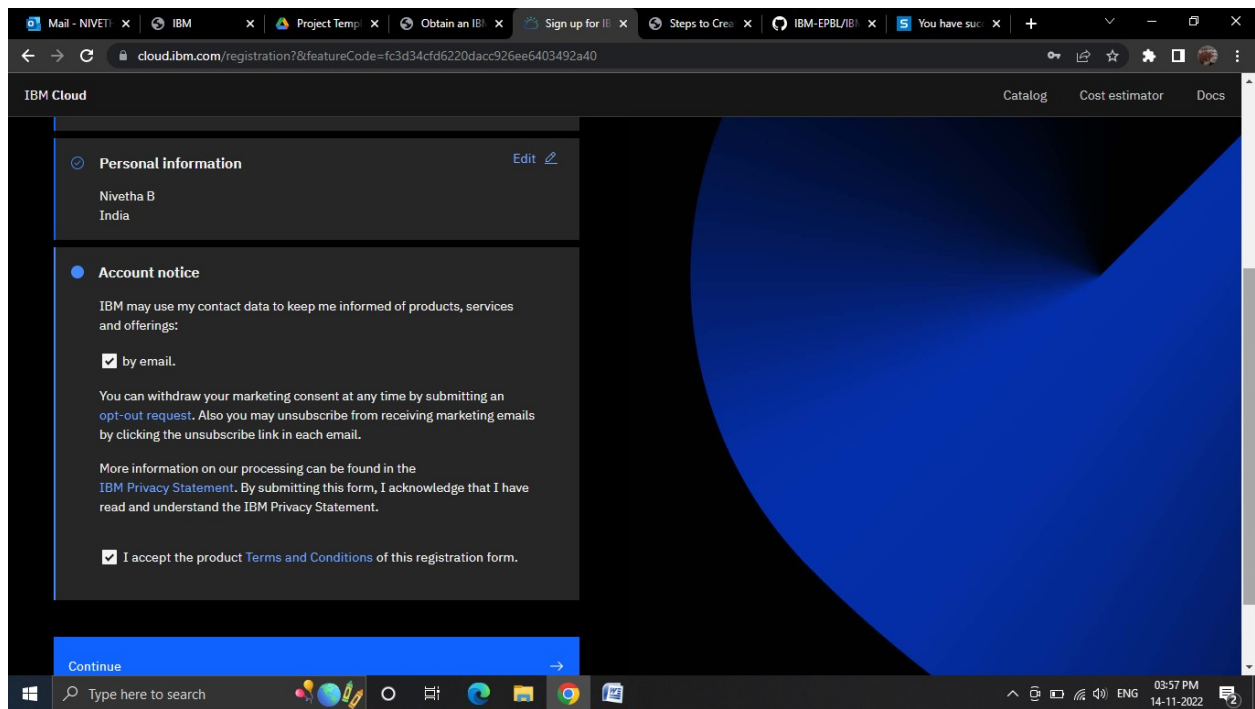 Mail - NIVETH
IBM
Project Templ
Obtain an IBM
Sign up for IB
Steps to Crea
IBM-EPBL/IBM
You have succ
cloud.ibm.com/registration?&featureCode=fc3d34cfd6220dacc926ee6403492a40
IBM Cloud
Catalog
Cost estimator
Docs
Personal information
Edit
Nivetha B
India
Account notice
IBM may use my contact data to keep me informed of products, services
and offerings:
by email.
You can withdraw your marketing consent at any time by submitting an
opt-out request. Also you may unsubscribe from receiving marketing emails
by clicking the unsubscribe link in each email.
More information on our processing can be found in the
IBM Privacy Statement. By submitting this form, I acknowledge that I have
read and understand the IBM Privacy Statement.
I accept the product Terms and Conditions of this registration form.
Continue
Type here to search
ENG
03:57 PM
14-11-2022
2